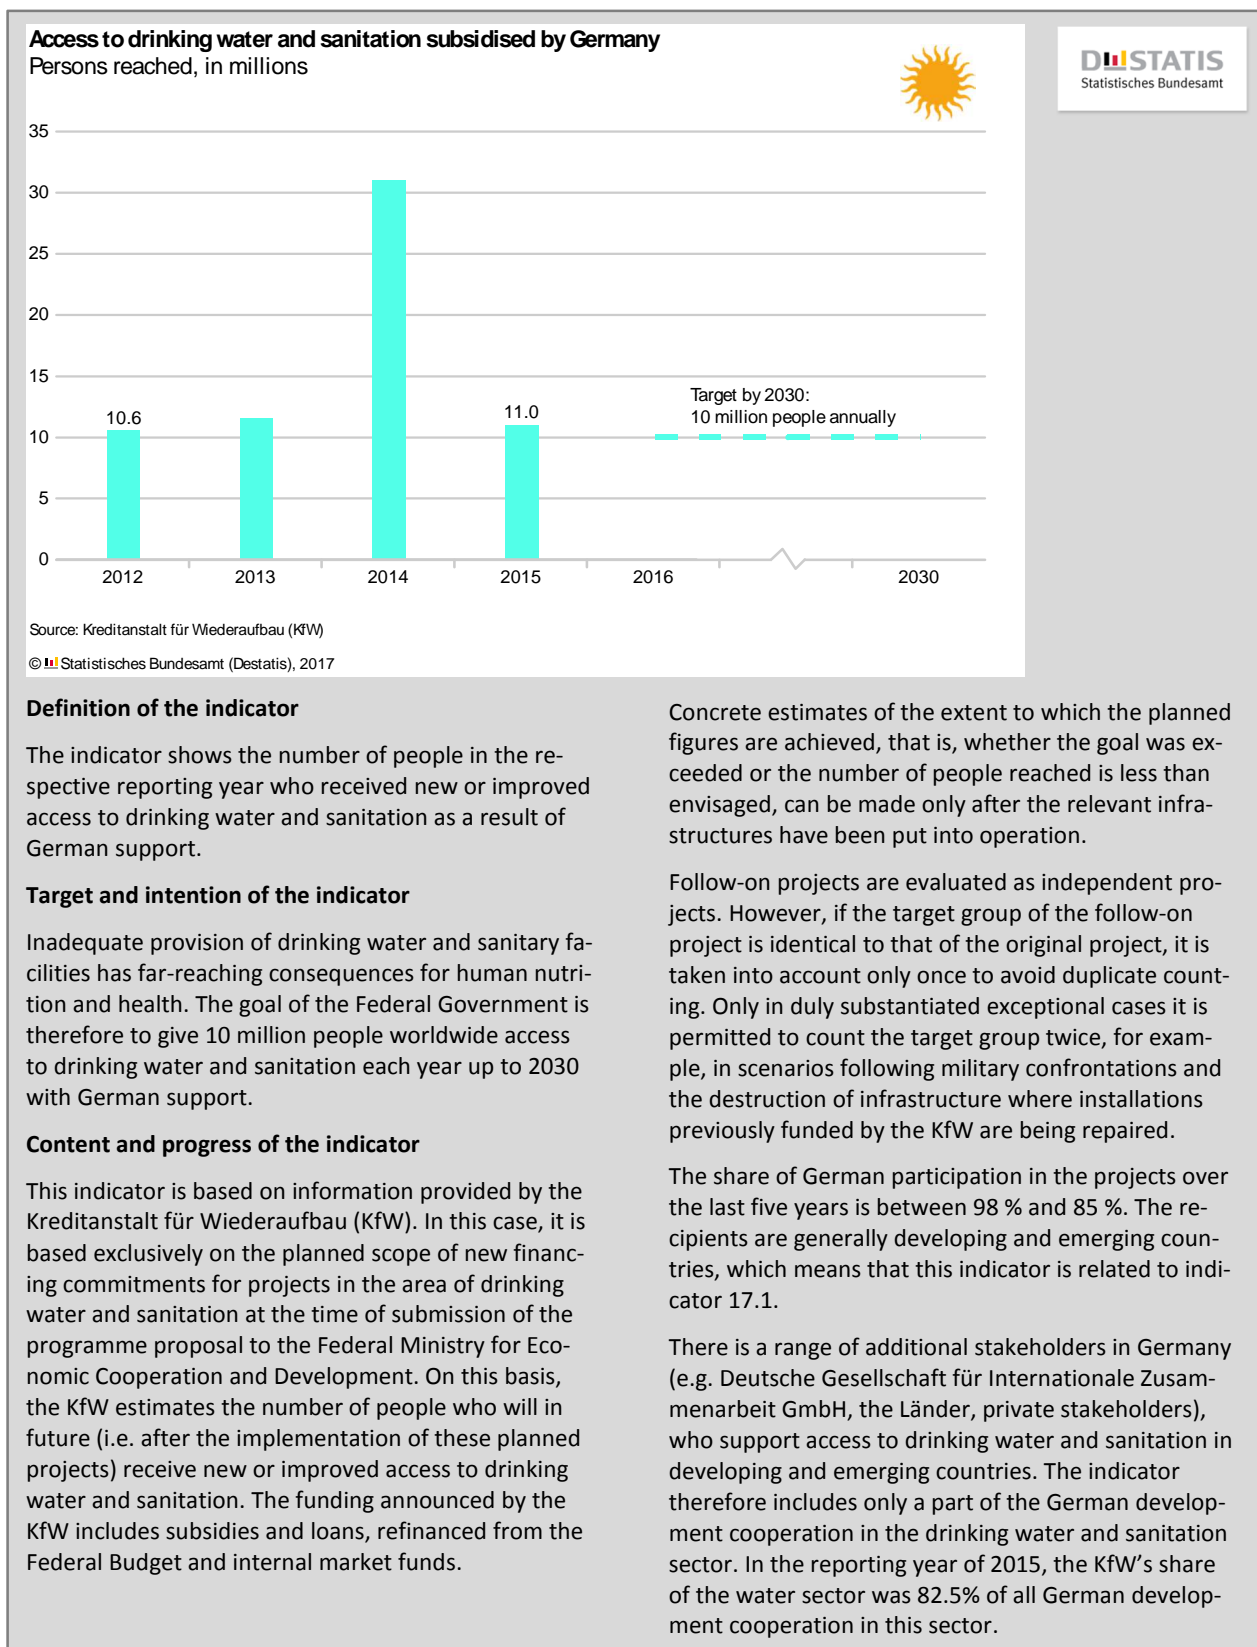 Access to drinking water and sanitation subsidised by Germany
Persons reached, in millions
DESTATIS
Statistisches Bundesamt
35
30
25
20
15
10
5
0
10.6
11.0
Target by 2030:
10 million people annually
2012
2013
2014
2015
2016
2030
Source: Kreditanstalt für Wiederaufbau (KfW)
© Statistisches Bundesamt (Destatis), 2017
Definition of the indicator
The indicator shows the number of people in the re-
spective reporting year who received new or improved
access to drinking water and sanitation as a result of
German support.
Target and intention of the indicator
Inadequate provision of drinking water and sanitary fa-
cilities has far-reaching consequences for human nutri-
tion and health. The goal of the Federal Government is
therefore to give 10 million people worldwide access
to drinking water and sanitation each year up to 2030
with German support.
Content and progress of the indicator
This indicator is based on information provided by the
Kreditanstalt für Wiederaufbau (KfW). In this case, it is
based exclusively on the planned scope of new financ-
ing commitments for projects in the area of drinking
water and sanitation at the time of submission of the
programme proposal to the Federal Ministry for Eco-
nomic Cooperation and Development. On this basis,
the KfW estimates the number of people who will in
future (i.e. after the implementation of these planned
projects) receive new or improved access to drinking
water and sanitation. The funding announced by the
KfW includes subsidies and loans, refinanced from the
Federal Budget and internal market funds.
Concrete estimates of the extent to which the planned
figures are achieved, that is, whether the goal was ex-
ceeded or the number of people reached is less than
envisaged, can be made only after the relevant infra-
structures have been put into operation.
Follow-on projects are evaluated as independent pro-
jects. However, if the target group of the follow-on
project is identical to that of the original project, it is
taken into account only once to avoid duplicate count-
ing. Only in duly substantiated exceptional cases it is
permitted to count the target group twice, for exam-
ple, in scenarios following military confrontations and
the destruction of infrastructure where installations
previously funded by the KfW are being repaired.
The share of German participation in the projects over
the last five years is between 98 % and 85 %. The re-
cipients are generally developing and emerging coun-
tries, which means that this indicator is related to indi-
cator 17.1.
There is a range of additional stakeholders in Germany
(e.g. Deutsche Gesellschaft für Internationale Zusam-
menarbeit GmbH, the Länder, private stakeholders),
who support access to drinking water and sanitation in
developing and emerging countries. The indicator
therefore includes only a part of the German develop-
ment cooperation in the drinking water and sanitation
sector. In the reporting year of 2015, the KfW’s share
of the water sector was 82.5% of all German develop-
ment cooperation in this sector.